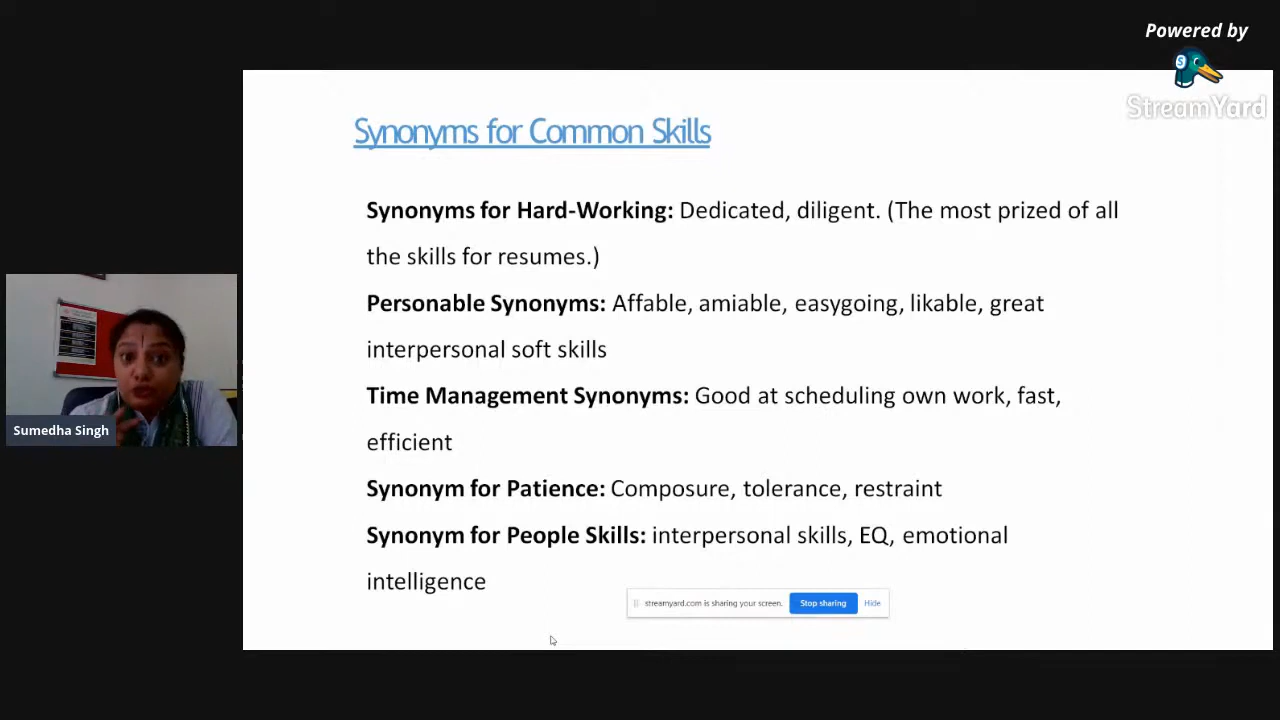 Powered by
StreamYard
Synonyms for Common Skills
Synonyms for Hard-Working: Dedicated, diligent. (The most prized of all
the skills for resumes.)
Personable Synonyms: Affable, amiable, easygoing, likable, great
interpersonal soft skills
Time Management Synonyms: Good at scheduling own work, fast,
efficient
Synonym for Patience: Composure, tolerance, restraint
Synonym for People Skills: interpersonal skills, EQ, emotional
intelligence
streamyard.com is sharing your screen. Stop sharing Hide
Sumedha Singh